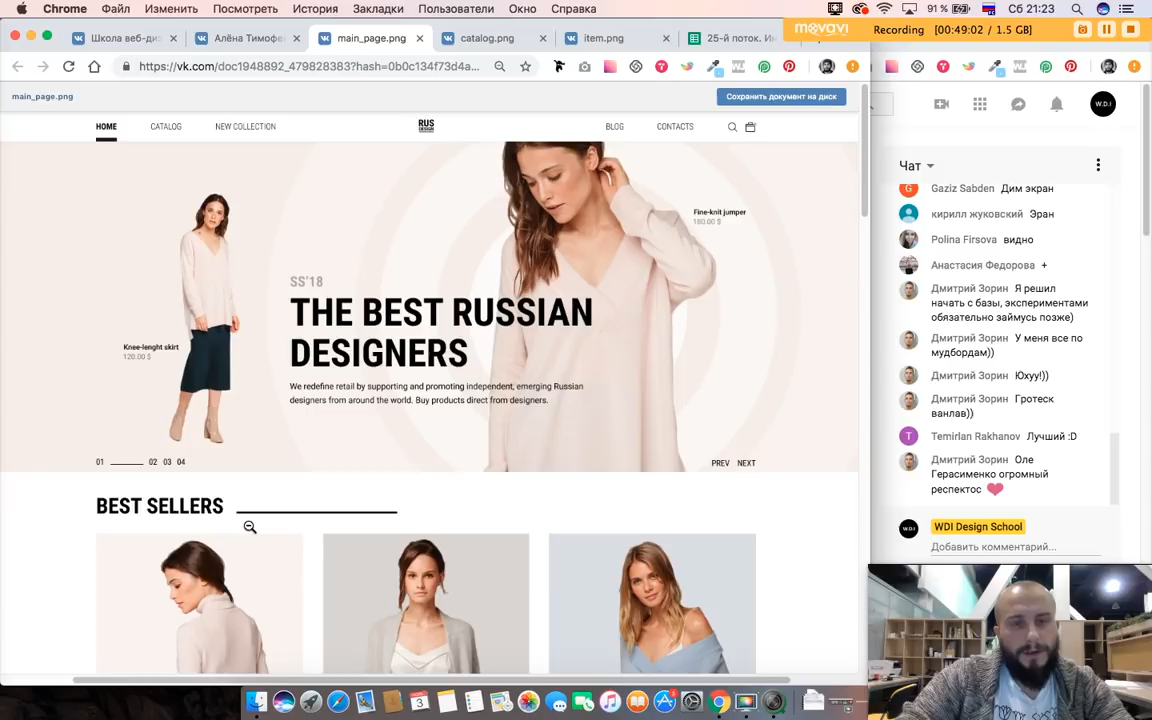 Chrome Файл Изменить Посмотреть История Закладки Пользователи Окно Справка
91 % Сб 21:23
movavi Recording [00:49:02 / 1.5 GB]
Школа веб-ди
Алёна Тимофе
main_page.png
catalog.png
item.png
25-й поток. И
https://vk.com/doc1948892_479828383?hash=0b0c134f73d4a...
main_page.png
Сохранить документ на диск
HOME CATALOG NEW COLLECTION
RUS
DESIGN
BLOG CONTACTS
Fine-knit jumper
180.00 $
SS'18
THE BEST RUSSIAN
DESIGNERS
Knee-lenght skirt
120.00 $
We redefine retail by supporting and promoting independent, emerging Russian
designers from around the world. Buy products direct from designers.
01 02 03 04
PREV NEXT
BEST SELLERS
W.D.I
Чат
G Gaziz Sabden Дим экран
кирилл жуковский Эран
Polina Firsova видно
Анастасия Федорова +
Дмитрий Зорин Я решил
начать с базы, экспериментами
обязательно займусь позже)
Дмитрий Зорин У меня все по
мудбордам))
Дмитрий Зорин Юхуу!))
Дмитрий Зорин Гротеск
ванлав))
T Temirlan Rakhanov Лучший :D
Дмитрий Зорин Оле
Герасименко огромный
респектос
W.D.I WDI Design School
Добавить комментарий...
3